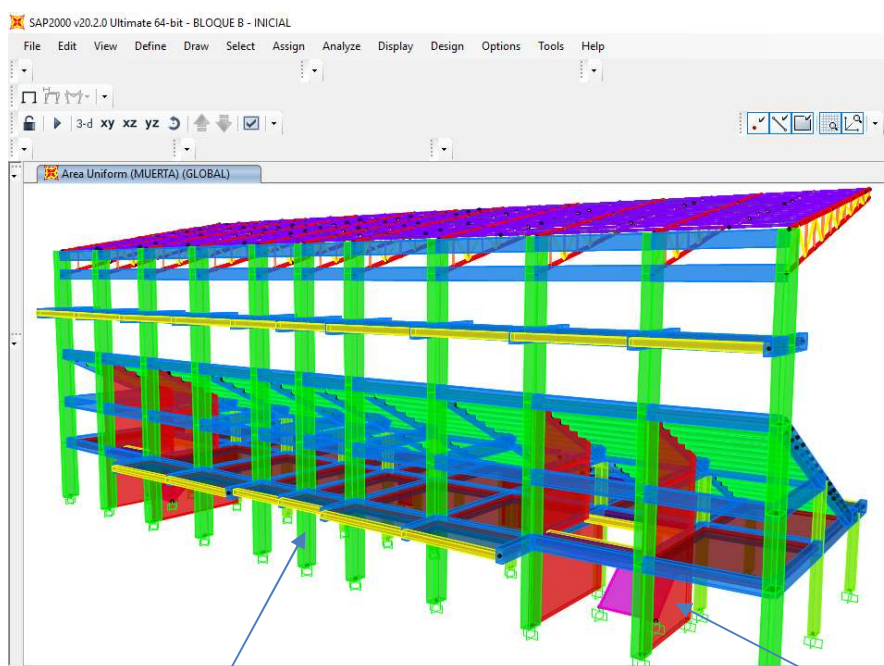 SAP2000 v20.2.0 Ultimate 64-bit - BLOQUE B - INICIAL
File Edit View Define Draw Select Assign Analyze Display Design Options Tools Help
3-d xy xz yz
Area Uniform (MUERTA) (GLOBAL)